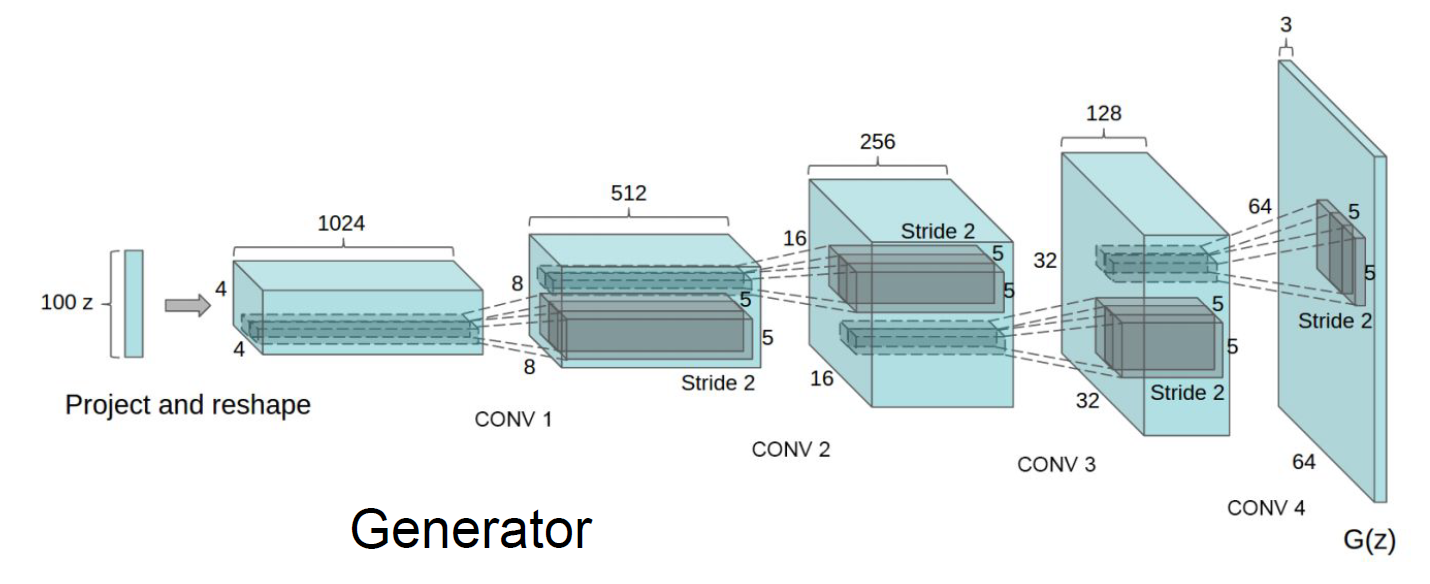 100 z
Project and reshape
1024
4
4
512
8
8
5
5
Stride 2
CONV 1
256
16
16
Stride 2
5
5
CONV 2
128
32
32
5
5
Stride 2
CONV 3
3
64
64
5
5
Stride 2
CONV 4
G(z)
Generator